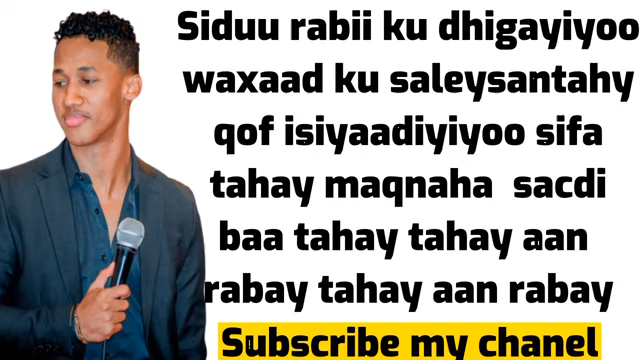 Siduu rabii ku dhigayiyoo
waxaad ku saleysantahy
qof isiyaadiyiyoo sifa
tahay maqnaha sacdi
baa tahay tahay aan
rabay tahay aan rabay
Subscribe my chanel